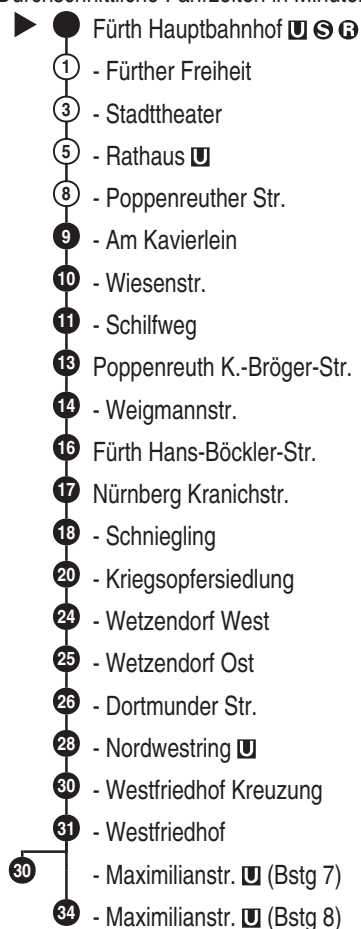 Durchschnittliche Fahrzeiten in Minuten
Fürth Hauptbahnhof U S R
1 - Fürther Freiheit
3 - Stadttheater
5 - Rathaus U
8 - Poppenreuther Str.
9 - Am Kavierlein
10 - Wiesenstr.
11 - Schilfweg
13 Poppenreuth K.-Bröger-Str.
14 - Weigmannstr.
16 Fürth Hans-Böckler-Str.
17 Nürnberg Kranichstr.
18 - Schniegling
20 - Kriegsopfersiedlung
24 - Wetzendorf West
25 - Wetzendorf Ost
26 - Dortmunder Str.
28 - Nordwestring U
30 - Westfriedhof Kreuzung
31 - Westfriedhof
30 - Maximilianstr. U (Bstg 7)
34 - Maximilianstr. U (Bstg 8)